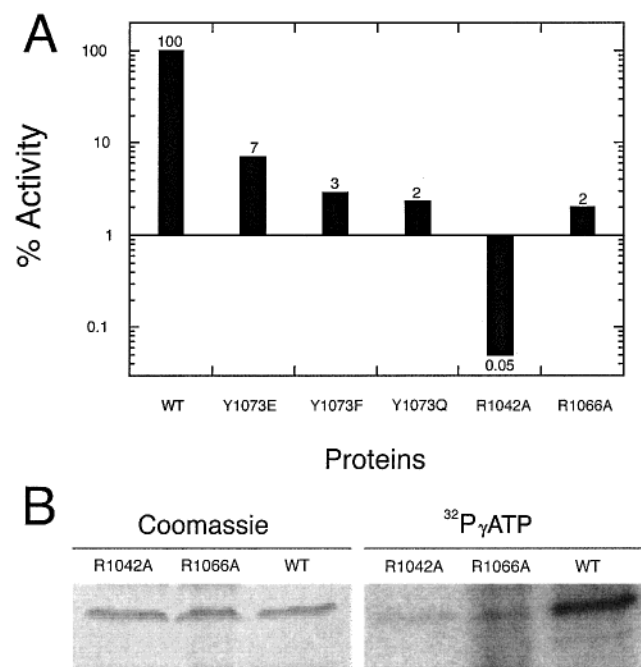 A
100
100
7
10
3
2
2
1
0.1
0.05
% Activity
WT Y1073E Y1073F Y1073Q R1042A R1066A
Proteins
B
Coomassie ³²PγATP
R1042A R1066A WT R1042A R1066A WT